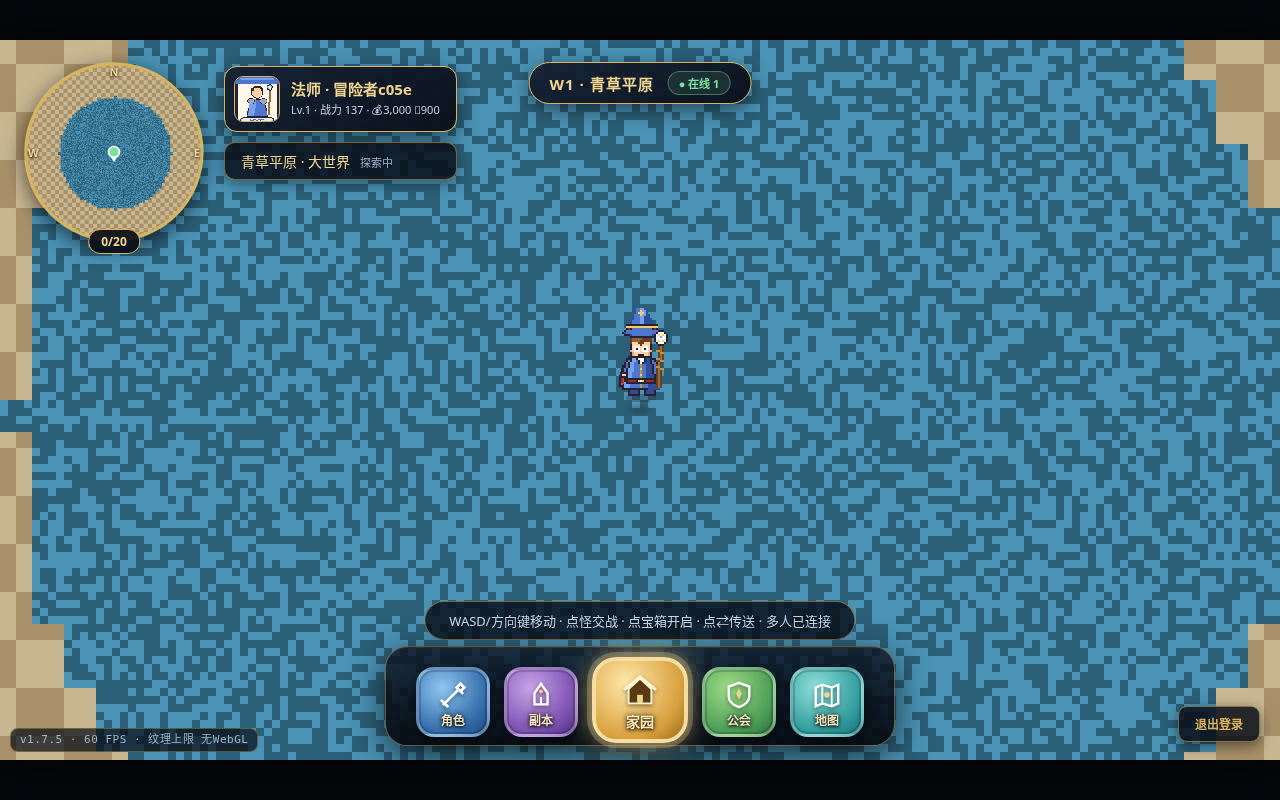 N
W
E
0/20
法师 · 冒险者c05e
Lv.1 · 战力 137 · 💰3,000 900
青草平原 · 大世界 探索中
W1 · 青草平原 ● 在线 1
WASD/方向键移动 · 点怪交战 · 点宝箱开启 · 点⇄传送 · 多人已连接
角色
副本
家园
公会
地图
v1.7.5 · 60 FPS · 纹理上限 无WebGL
退出登录